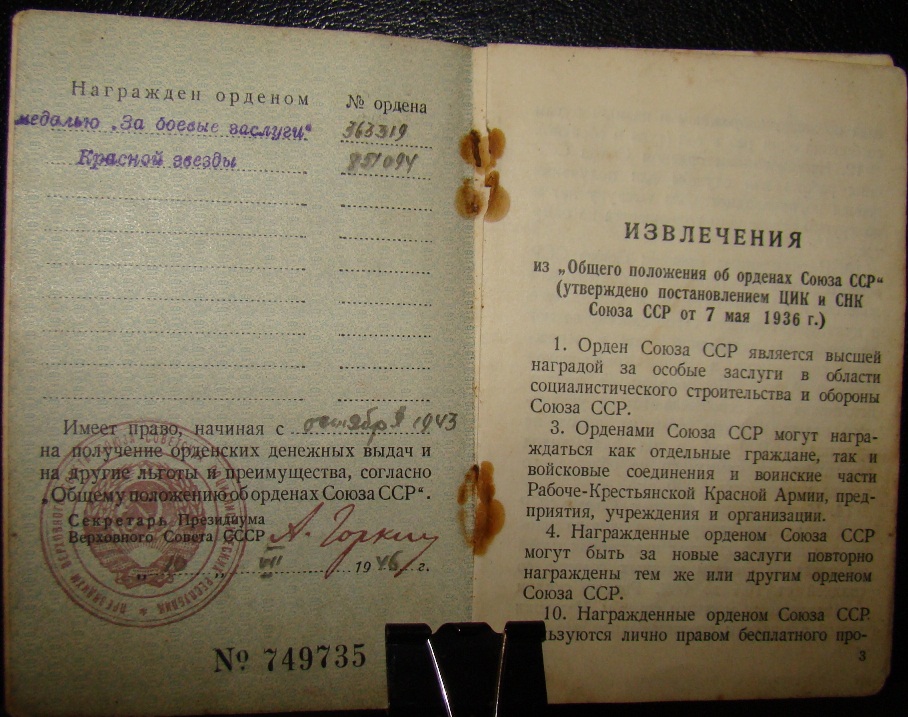 Награжден орденом
№ ордена
медалью „За боевые заслуги"
363319
Красной звезды
851094
Имеет право, начиная с октября 1943
на получение орденских денежных выдач и
на другие льготы и преимущества, согласно
„Общему положению об орденах Союза ССР".
Секретарь Президиума
Верховного Совета СССР
А. Горкин
„10" VII 1946 г.
№ 749735
ИЗВЛЕЧЕНИЯ
из „Общего положения об орденах Союза ССР"
(утверждено постановлением ЦИК и СНК
Союза ССР от 7 мая 1936 г.)
1. Орден Союза ССР является высшей
наградой за особые заслуги в области
социалистического строительства и обороны
Союза ССР.
3. Орденами Союза ССР могут награ-
ждаться как отдельные граждане, так и
войсковые соединения и воинские части
Рабоче-Крестьянской Красной Армии, пред-
приятия, учреждения и организации.
4. Награжденные орденом Союза ССР
могут быть за новые заслуги повторно
награждены тем же или другим орденом
Союза ССР.
10. Награжденные орденом Союза ССР
льзуются лично правом бесплатного про-
3